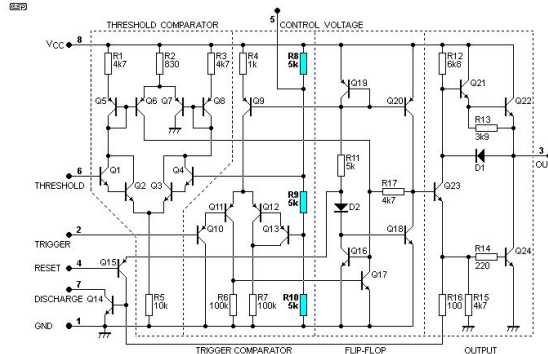 THRESHOLD COMPARATOR
CONTROL VOLTAGE
5
VCC 8
R1 4k7
R2 830
R3 4k7
R4 1k
R8 5k
Q19
Q20
R12 6k8
Q21
Q22
Q5
Q6
Q7
Q8
Q9
R13 3k9
R11 5k
D1
3
OU
THRESHOLD 6
Q1
Q2
Q3
Q4
R9 5k
R17 4k7
Q23
D2
Q11
Q12
TRIGGER 2
Q10
Q13
Q18
Q16
R14 220
Q24
RESET 4
Q15
Q17
DISCHARGE 7
Q14
R5 10k
R6 100k
R7 100k
R10 5k
R16 100
R15 4k7
GND 1
TRIGGER COMPARATOR
FLIP-FLOP
OUTPUT